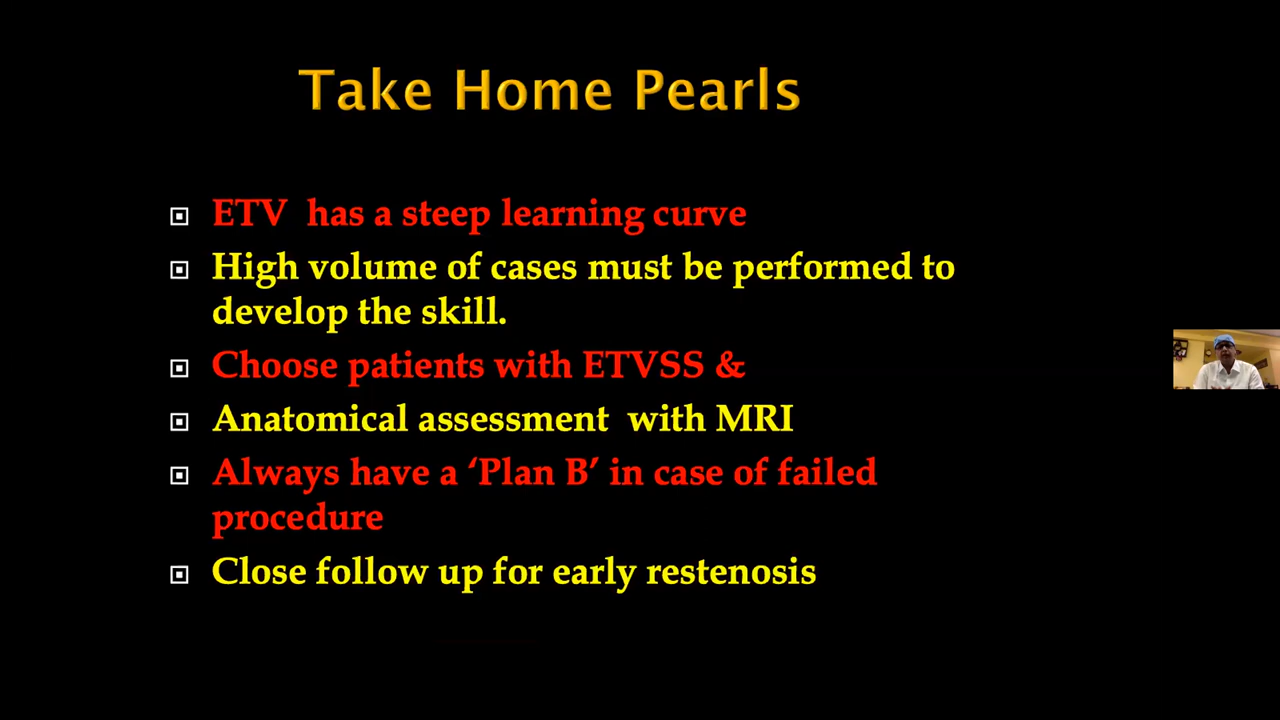 Take Home Pearls
ETV has a steep learning curve
High volume of cases must be performed to
develop the skill.
Choose patients with ETVSS &
Anatomical assessment with MRI
Always have a ‘Plan B’ in case of failed
procedure
Close follow up for early restenosis